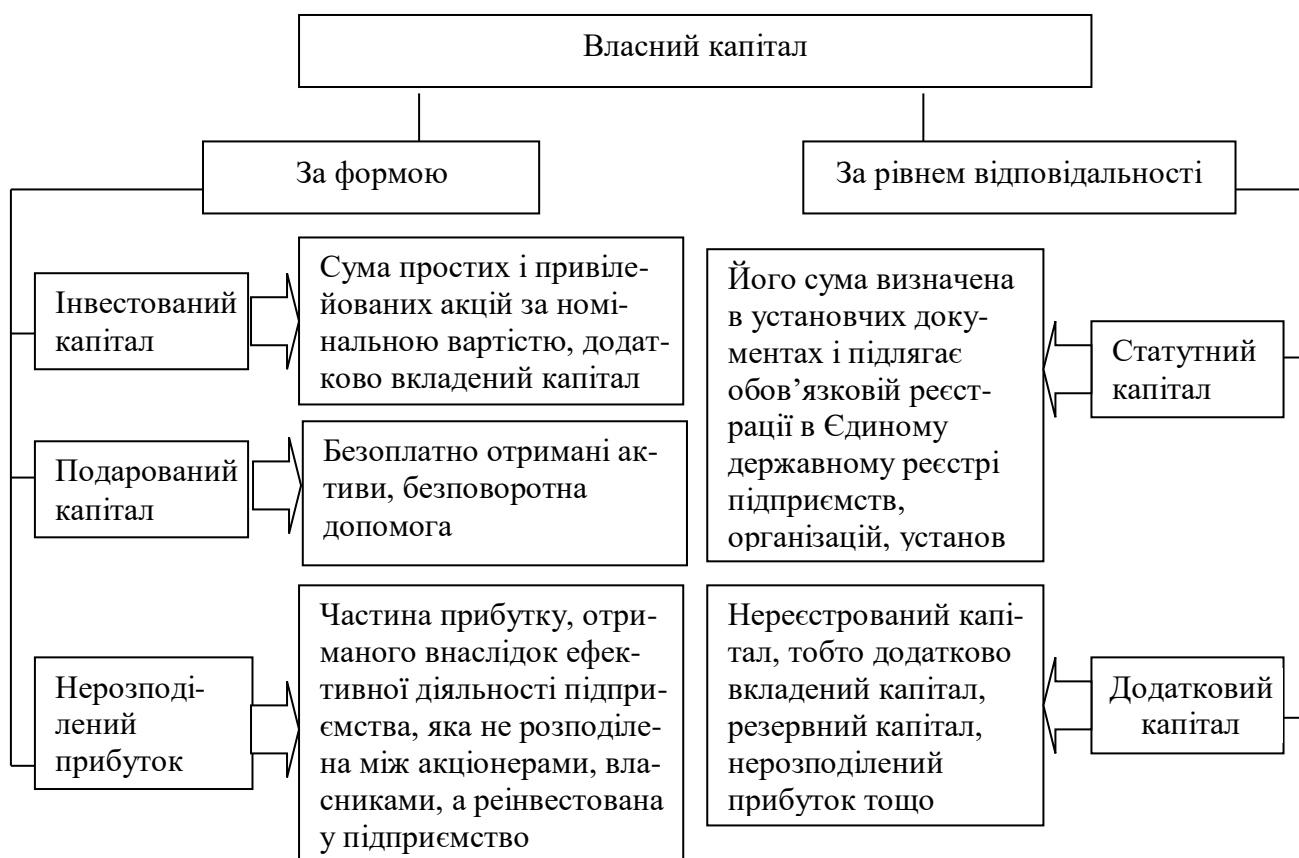 Власний капітал
За формою
За рівнем відповідальності
Інвестований
капітал
Сума простих і привіле-
йованих акцій за номі-
нальною вартістю, додат-
ково вкладений капітал
Подарований
капітал
Безоплатно отримані ак-
тиви, безповоротна
допомога
Нерозподі-
лений
прибуток
Частина прибутку, отри-
маного внаслідок ефек-
тивної діяльності підпри-
ємства, яка не розподіле-
на між акціонерами, вла-
сниками, а реінвестована
у підприємство
Його сума визначена
в установчих доку-
ментах і підлягає
обов’язковій реєст-
рації в Єдиному
державному реєстрі
підприємств,
організацій, установ
Статутний
капітал
Нереєстрований капі-
тал, тобто додатково
вкладений капітал,
резервний капітал,
нерозподілений
прибуток тощо
Додатковий
капітал